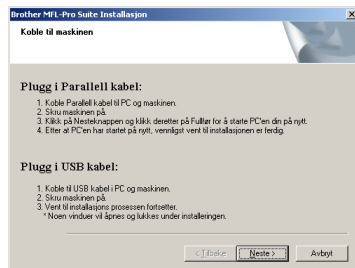 Brother MFL-Pro Suite Installasjon
Koble til maskinen
Plugg i Parallell kabel:
1. Koble Parallell kabel til PC og maskinen.
2. Skru maskinen på.
3. Klikk på Nesteknappen og klikk deretter på Fullfør for å starte PC'en din på nytt.
4. Etter at PC'en har startet på nytt, vennligst vent til installasjonen er ferdig.
Plugg i USB kabel:
1. Koble til USB kabel i PC og maskinen.
2. Skru maskinen på.
3. Vent til installasjons prosessen fortsetter.
* Noen vinduer vil åpnes og lukkes under installeringen.
< Tilbake Neste > Avbryt